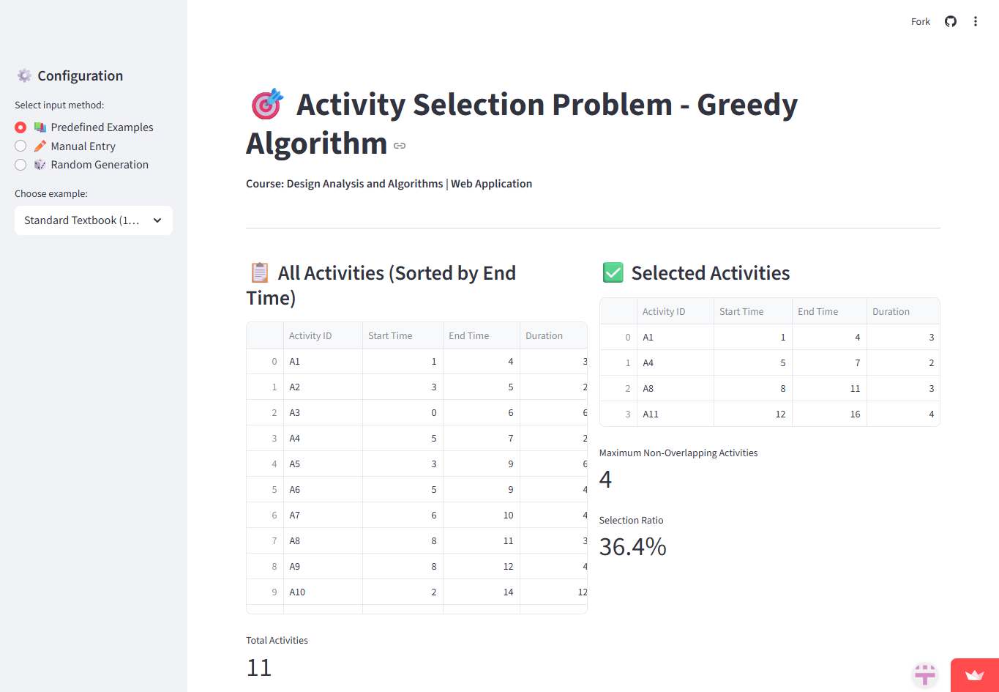 Fork
Configuration
Select input method:
Predefined Examples
Manual Entry
Random Generation
Choose example:
Standard Textbook (1...
Activity Selection Problem - Greedy
Algorithm
Course: Design Analysis and Algorithms | Web Application
All Activities (Sorted by End
Time)
Activity ID Start Time End Time Duration
0 A1 1 4 3
1 A2 3 5 2
2 A3 0 6 6
3 A4 5 7 2
4 A5 3 9 6
5 A6 5 9 4
6 A7 6 10 4
7 A8 8 11 3
8 A9 8 12 4
9 A10 2 14 12
Total Activities
11
Selected Activities
Activity ID Start Time End Time Duration
0 A1 1 4 3
1 A4 5 7 2
2 A8 8 11 3
3 A11 12 16 4
Maximum Non-Overlapping Activities
4
Selection Ratio
36.4%